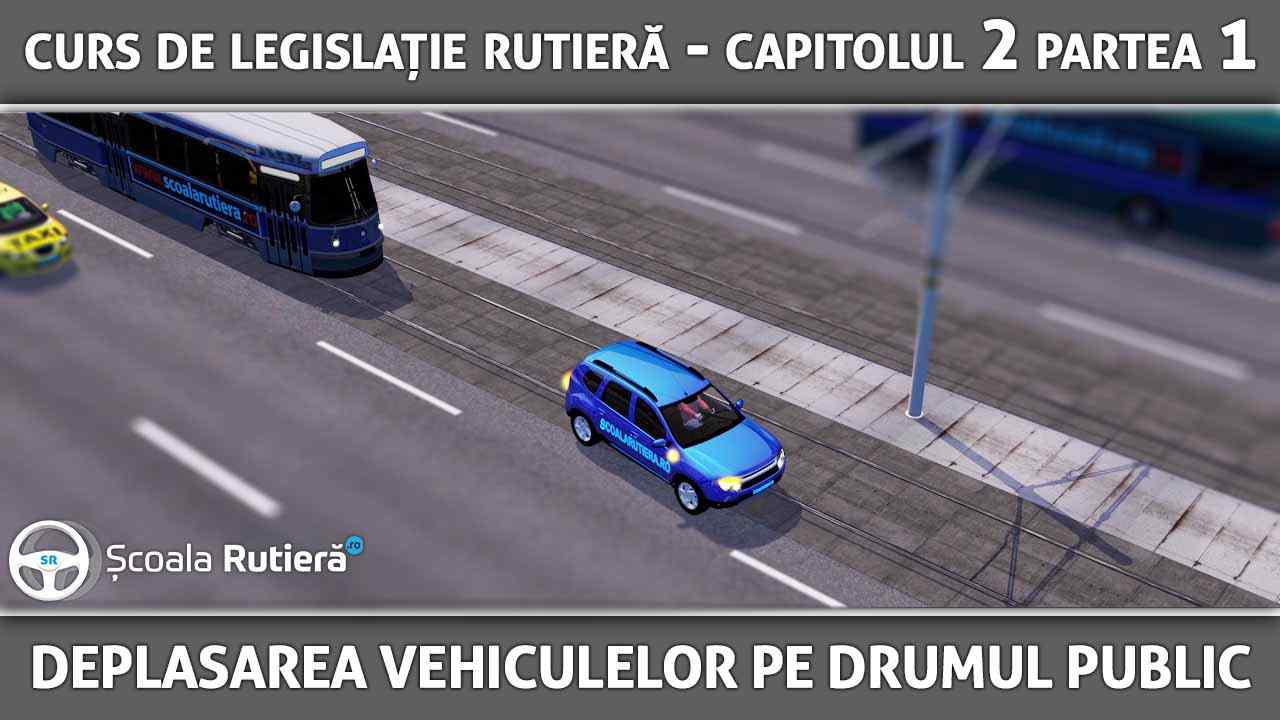 CURS DE LEGISLAȚIE RUTIERĂ - CAPITOLUL 2 PARTEA 1
www.scoalarutiera.ro
TAXI
ȘCOALARUTIERA.RO
SR
Școala Rutieră.ro
DEPLASAREA VEHICULELOR PE DRUMUL PUBLIC